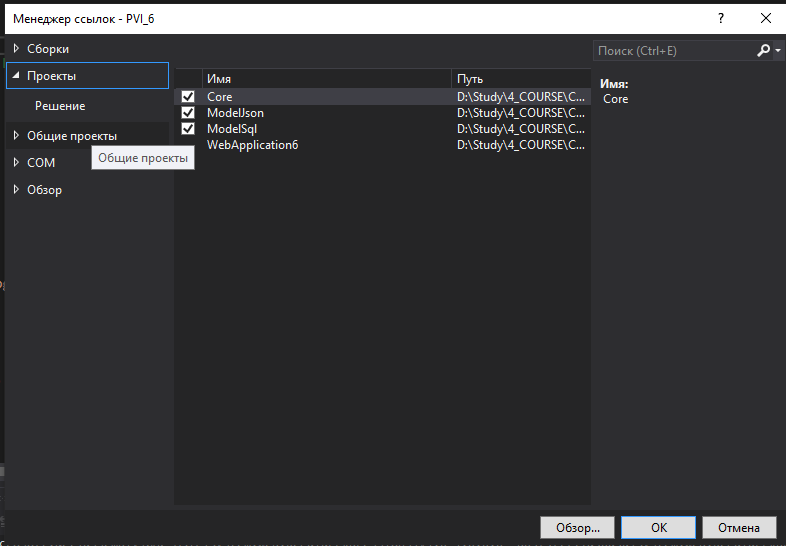 Менеджер ссылок - PVI_6
?
Сборки
Проекты
Решение
Общие проекты
COM
Обзор
Общие проекты
Имя Путь
Core D:\Study\4_COURSE\C...
ModelJson D:\Study\4_COURSE\C...
ModelSql D:\Study\4_COURSE\C...
WebApplication6 D:\Study\4_COURSE\C...
Поиск (Ctrl+E)
Имя:
Core
Обзор... OK Отмена